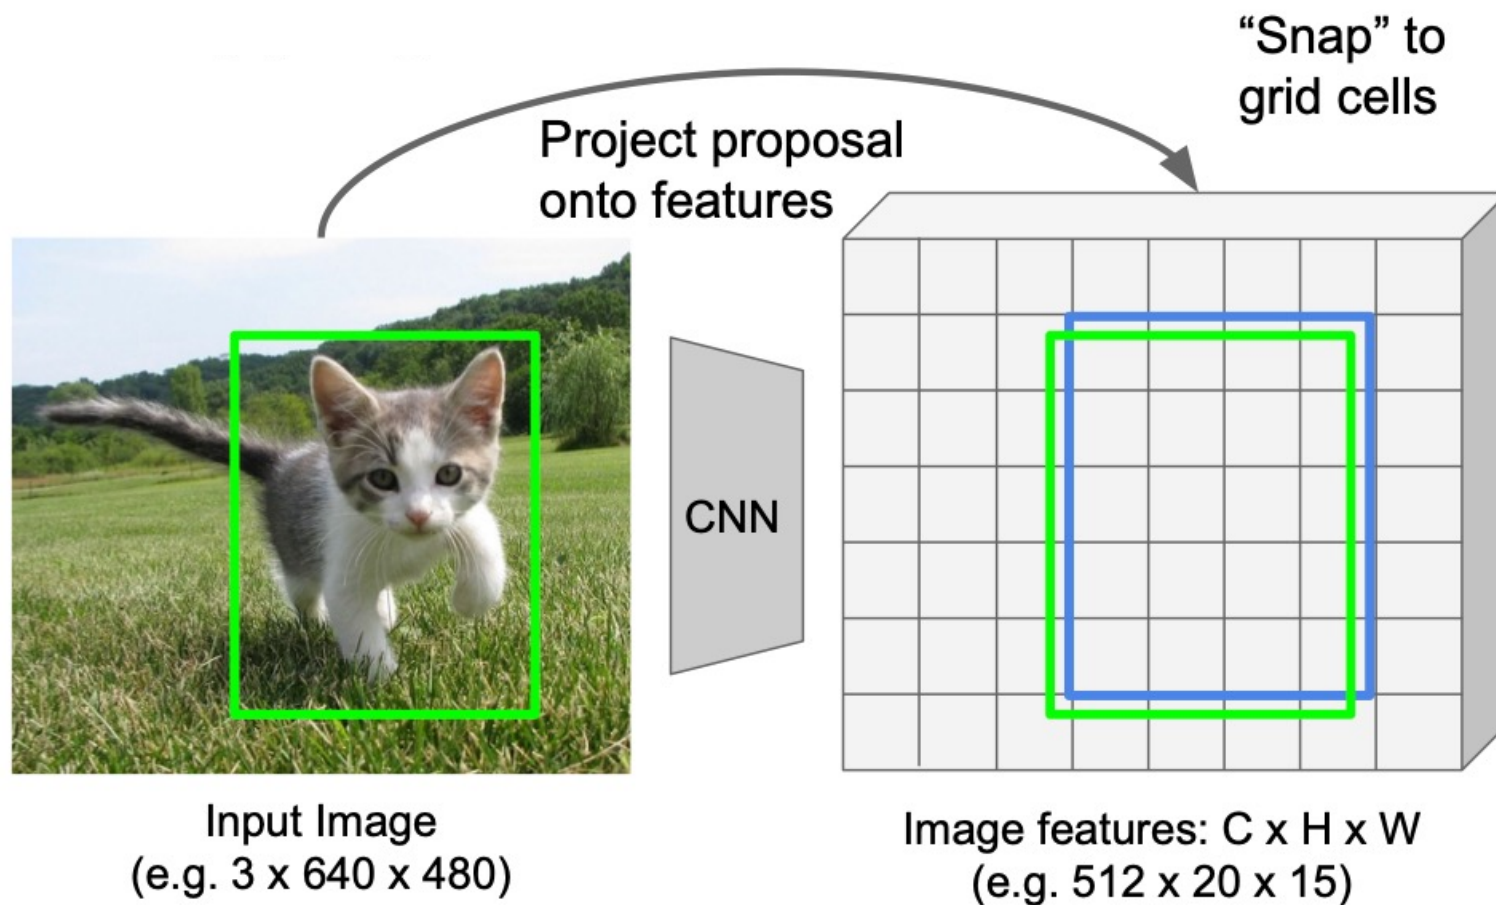 “Snap” to
grid cells
Project proposal
onto features
CNN
Input Image
(e.g. 3 x 640 x 480)
Image features: C x H x W
(e.g. 512 x 20 x 15)